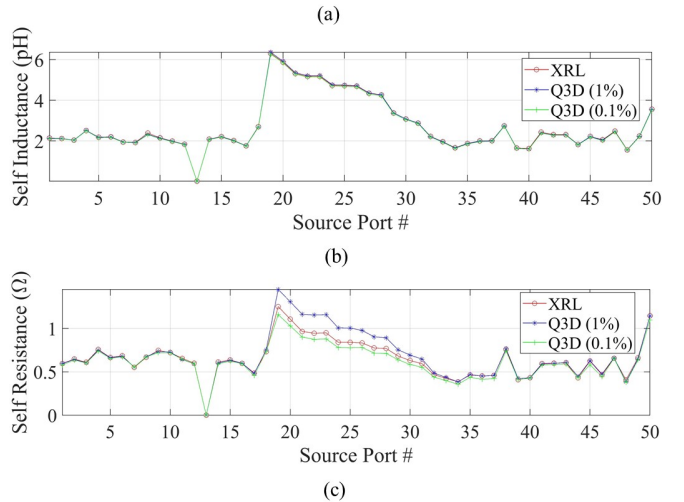 (a)
Self Inductance (pH)
6
4
2
XRL
Q3D (1%)
Q3D (0.1%)
5 10 15 20 25 30 35 40 45 50
Source Port #
(b)
Self Resistance (Ω)
1
0.5
0
XRL
Q3D (1%)
Q3D (0.1%)
5 10 15 20 25 30 35 40 45 50
Source Port #
(c)